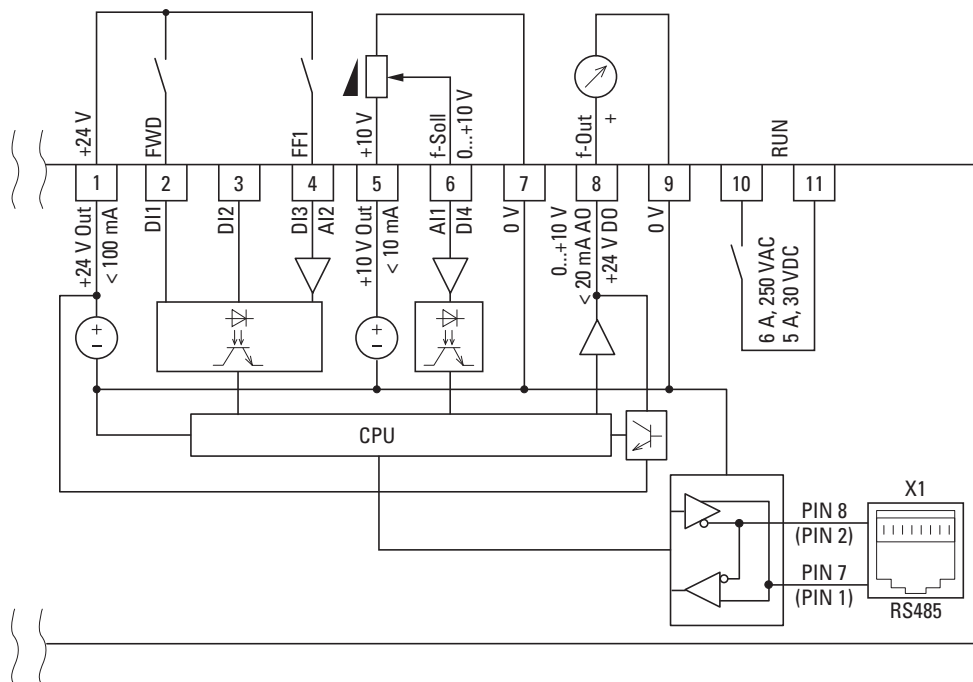 +24 V
FWD
FF1
+10 V
f-Soll
0...+10 V
f-Out
+
RUN
1
2
3
4
5
6
7
8
9
10
11
+24 V Out
< 100 mA
DI1
DI2
DI3
AI2
+10 V Out
< 10 mA
AI1
DI4
0 V
0...+10 V
< 20 mA AO
+24 V DO
0 V
6 A, 250 VAC
5 A, 30 VDC
+
−
+
−
CPU
X1
PIN 8
(PIN 2)
PIN 7
(PIN 1)
RS485